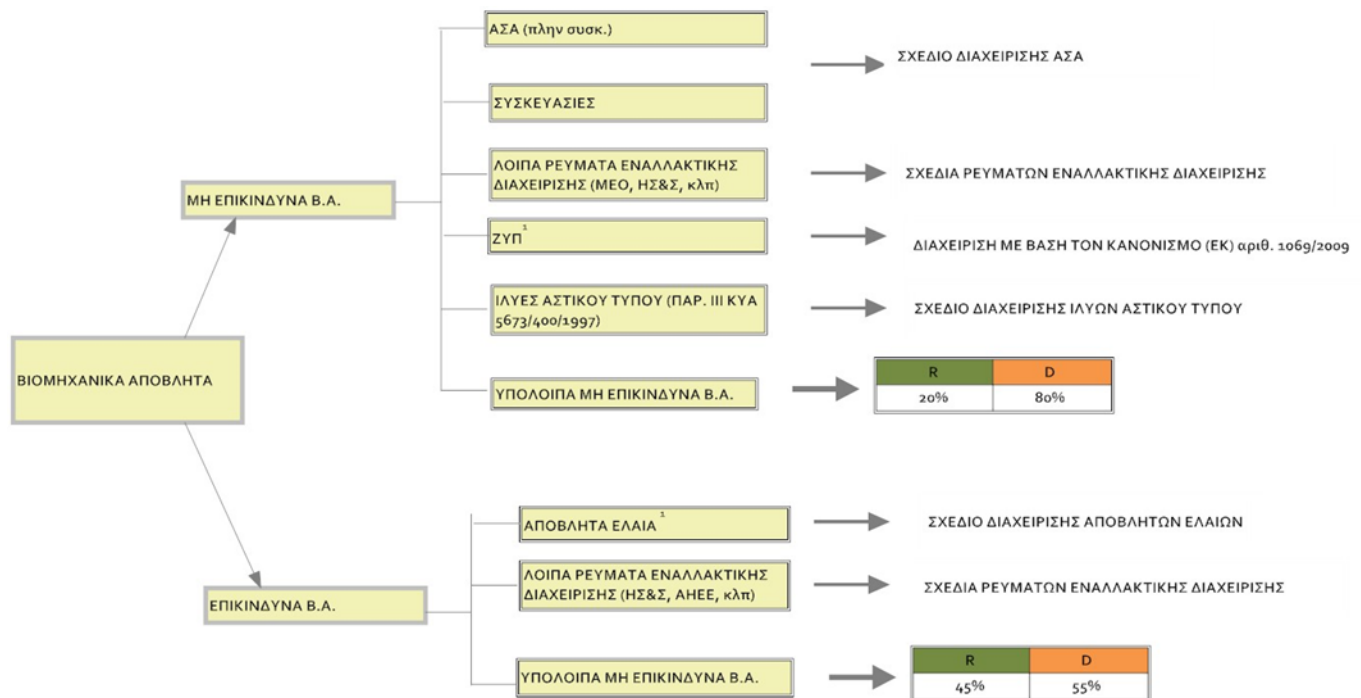 ΑΣΑ (πλην συσκ.)
ΣΧΕΔΙΟ ΔΙΑΧΕΙΡΙΣΗΣ ΑΣΑ
ΣΥΣΚΕΥΑΣΙΕΣ
ΛΟΙΠΑ ΡΕΥΜΑΤΑ ΕΝΑΛΛΑΚΤΙΚΗΣ
ΔΙΑΧΕΙΡΙΣΗΣ (ΜΕΟ, ΗΣ&Σ, κλπ)
ΣΧΕΔΙΑ ΡΕΥΜΑΤΩΝ ΕΝΑΛΛΑΚΤΙΚΗΣ ΔΙΑΧΕΙΡΙΣΗΣ
ΜΗ ΕΠΙΚΙΝΔΥΝΑ Β.Α.
ΖΥΠ¹
ΔΙΑΧΕΙΡΙΣΗ ΜΕ ΒΑΣΗ ΤΟΝ ΚΑΝΟΝΙΣΜΟ (ΕΚ) αριθ. 1069/2009
ΙΛΥΕΣ ΑΣΤΙΚΟΥ ΤΥΠΟΥ (ΠΑΡ. ΙΙΙ ΚΥΑ
5673/400/1997)
ΣΧΕΔΙΟ ΔΙΑΧΕΙΡΙΣΗΣ ΙΛΥΩΝ ΑΣΤΙΚΟΥ ΤΥΠΟΥ
ΒΙΟΜΗΧΑΝΙΚΑ ΑΠΟΒΛΗΤΑ
ΥΠΟΛΟΙΠΑ ΜΗ ΕΠΙΚΙΝΔΥΝΑ Β.Α.
R D
20% 80%
ΑΠΟΒΛΗΤΑ ΕΛΑΙΑ¹
ΣΧΕΔΙΟ ΔΙΑΧΕΙΡΙΣΗΣ ΑΠΟΒΛΗΤΩΝ ΕΛΑΙΩΝ
ΛΟΙΠΑ ΡΕΥΜΑΤΑ ΕΝΑΛΛΑΚΤΙΚΗΣ
ΔΙΑΧΕΙΡΙΣΗΣ (ΗΣ&Σ, ΑΗΕΕ, κλπ)
ΣΧΕΔΙΑ ΡΕΥΜΑΤΩΝ ΕΝΑΛΛΑΚΤΙΚΗΣ ΔΙΑΧΕΙΡΙΣΗΣ
ΕΠΙΚΙΝΔΥΝΑ Β.Α.
ΥΠΟΛΟΙΠΑ ΜΗ ΕΠΙΚΙΝΔΥΝΑ Β.Α.
R D
45% 55%